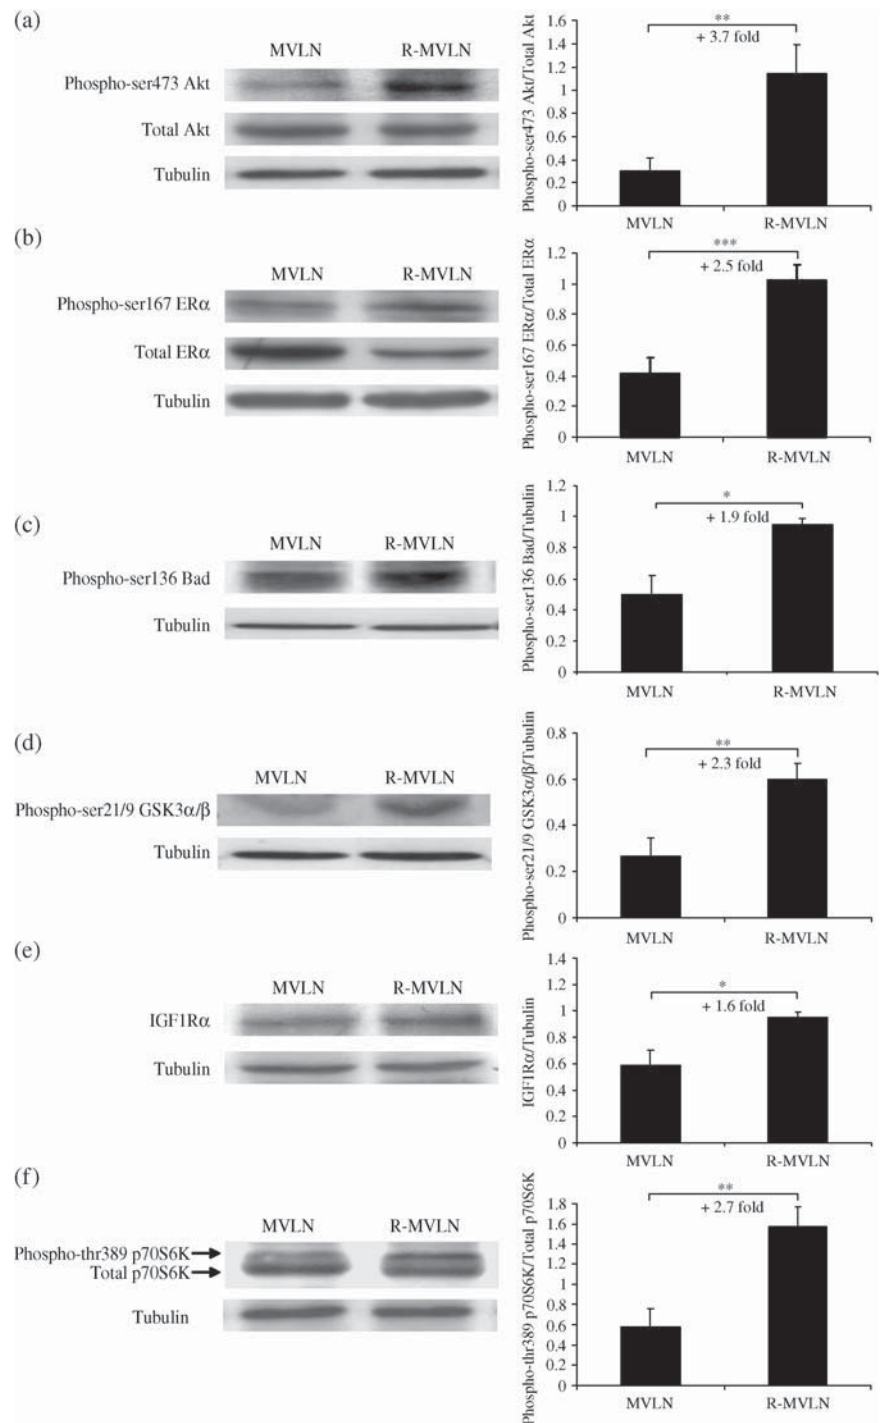 (a)
MVLN R-MVLN
Phospho-ser473 Akt
Total Akt
Tubulin
Phospho-ser473 Akt/Total Akt
1.6
1.4
1.2
1
0.8
0.6
0.4
0.2
0
**
+ 3.7 fold
MVLN R-MVLN
(b)
MVLN R-MVLN
Phospho-ser167 ERα
Total ERα
Tubulin
Phospho-ser167 ERα/Total ERα
1.2
1
0.8
0.6
0.4
0.2
0
***
+ 2.5 fold
MVLN R-MVLN
(c)
MVLN R-MVLN
Phospho-ser136 Bad
Tubulin
Phospho-ser136 Bad/Tubulin
1.2
1
0.8
0.6
0.4
0.2
0
*
+ 1.9 fold
MVLN R-MVLN
(d)
MVLN R-MVLN
Phospho-ser21/9 GSK3α/β
Tubulin
Phospho-ser21/9 GSK3α/β/Tubulin
0.8
0.6
0.4
0.2
0
**
+ 2.3 fold
MVLN R-MVLN
(e)
MVLN R-MVLN
IGF1Rα
Tubulin
IGF1Rα/Tubulin
1.4
1.2
1
0.8
0.6
0.4
0.2
0
*
+ 1.6 fold
MVLN R-MVLN
(f)
MVLN R-MVLN
Phospho-thr389 p70S6K
Total p70S6K
Tubulin
Phospho-thr389 p70S6K/Total p70S6K
1.8
1.6
1.4
1.2
1
0.8
0.6
0.4
0.2
0
**
+ 2.7 fold
MVLN R-MVLN